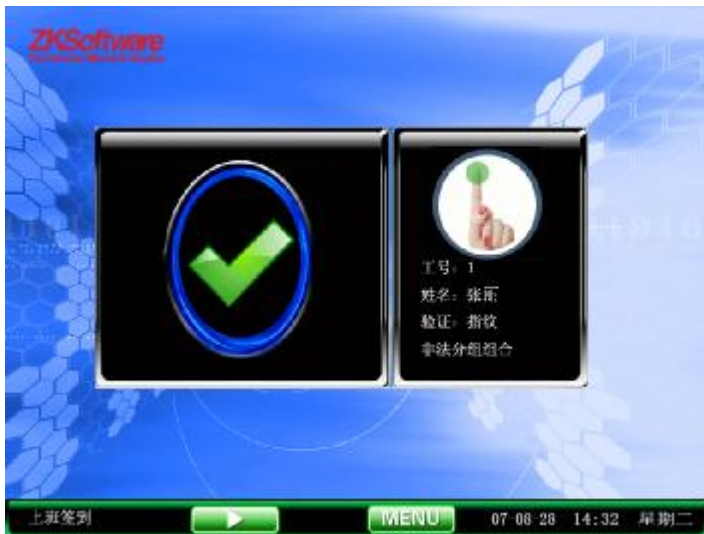 ZKSoftware
工号：1
姓名：张丽
验证：指纹
非法分组组合
上班签到
MENU
07-08-28 14:32 星期二